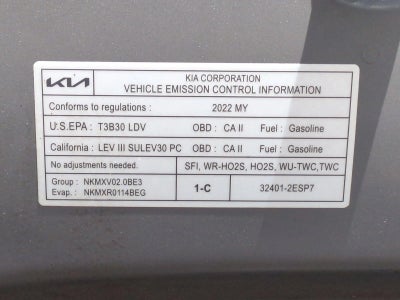 KIA KIA CORPORATION
VEHICLE EMISSION CONTROL INFORMATION
Conforms to regulations : 2022 MY
U.S.EPA : T3B30 LDV OBD : CA II Fuel : Gasoline
California : LEV III SULEV30 PC OBD : CA II Fuel : Gasoline
No adjustments needed. SFI, WR-HO2S, HO2S, WU-TWC,TWC
Group : NKMXV02.0BE3
Evap. : NKMXR0114BEG
1-C 32401-2ESP7